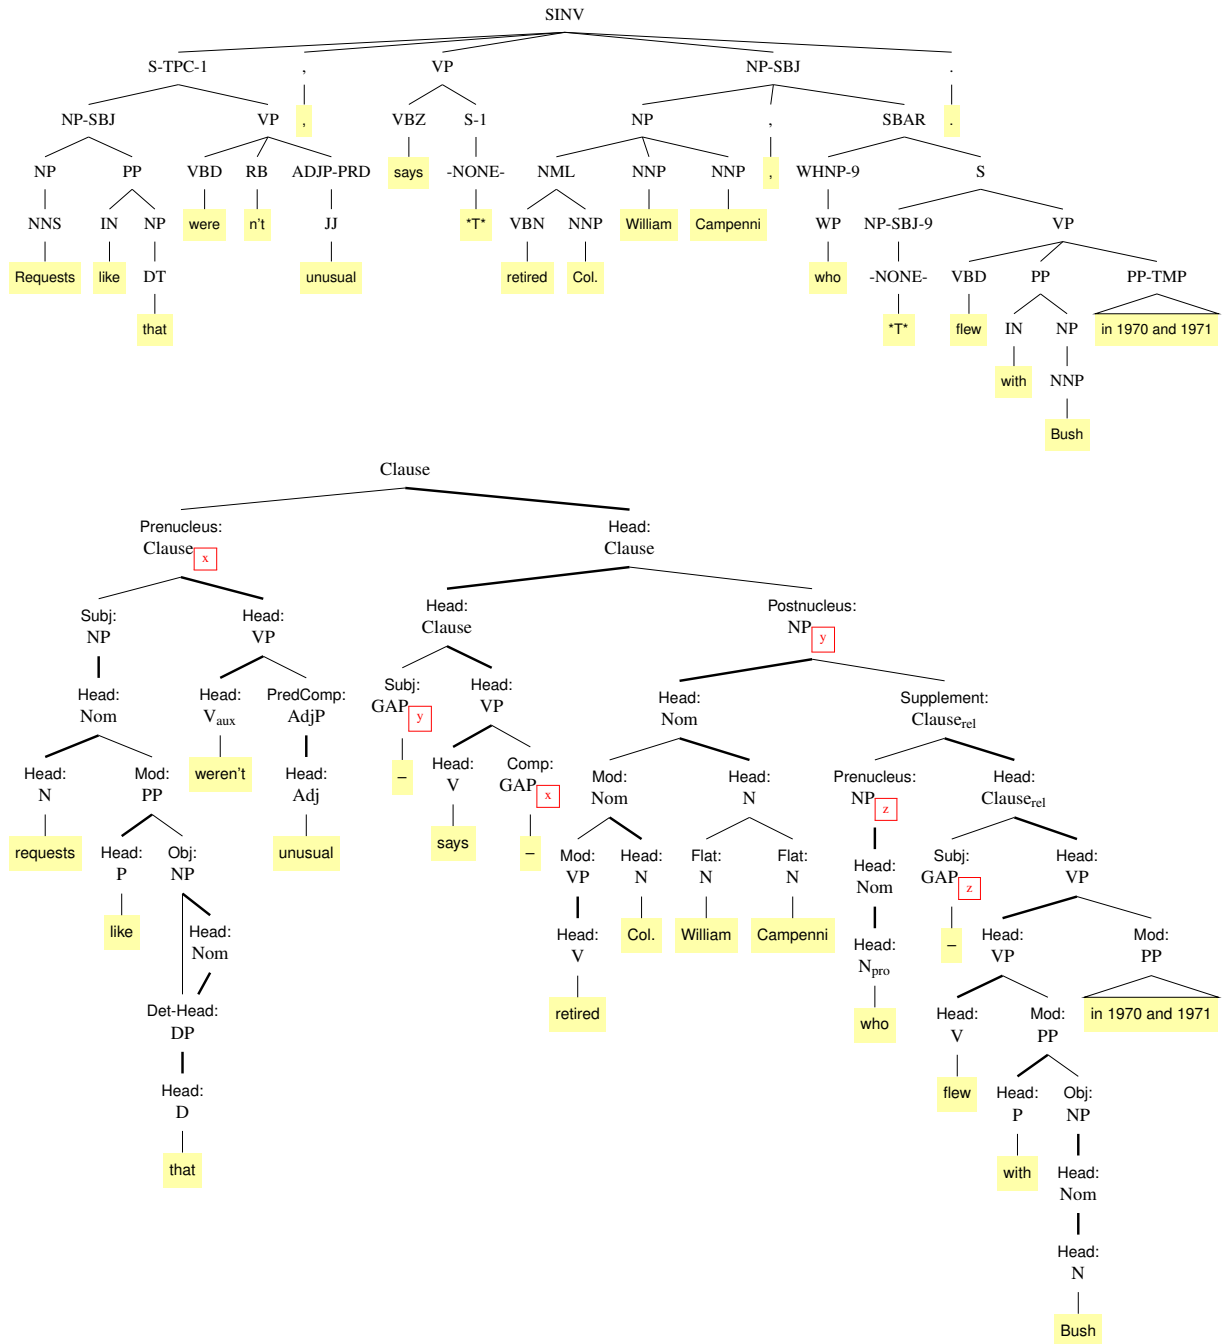 SINV
S-TPC-1 , VP NP-SBJ .
NP-SBJ VP , VBZ S-1 NP , SBAR .
NP PP VBD RB ADJP-PRD says -NONE- NML NNP NNP , WHNP-9 S
NNS IN NP were n't JJ *T* VBN NNP William Campenni WP NP-SBJ-9 VP
Requests like DT unusual retired Col. who -NONE- VBD PP PP-TMP
that *T* flew IN NP in 1970 and 1971
with NNP
Bush
Clause
Prenucleus: Head:
Clause x Clause
Subj: Head: Head: Postnucleus:
NP VP Clause NP y
Head: Head: PredComp: Subj: Head: Head: Supplement:
Nom Vaux AdjP GAP y VP Nom Clauserel
Head: Mod: weren't Head: – Head: Comp: Mod: Head: Prenucleus: Head:
N PP Adj V GAP x Nom N NP z Clauserel
requests Head: Obj: unusual says – Mod: Head: Flat: Flat: Head: Subj: Head:
P NP VP N N N Nom GAP z VP
like Head: Head: Col. William Campenni Head: – Head: Mod:
Nom V Npro VP PP
Det-Head: retired who Head: Mod: in 1970 and 1971
DP V PP
Head: flew Head: Obj:
D P NP
that with Head:
Nom
Head:
N
Bush